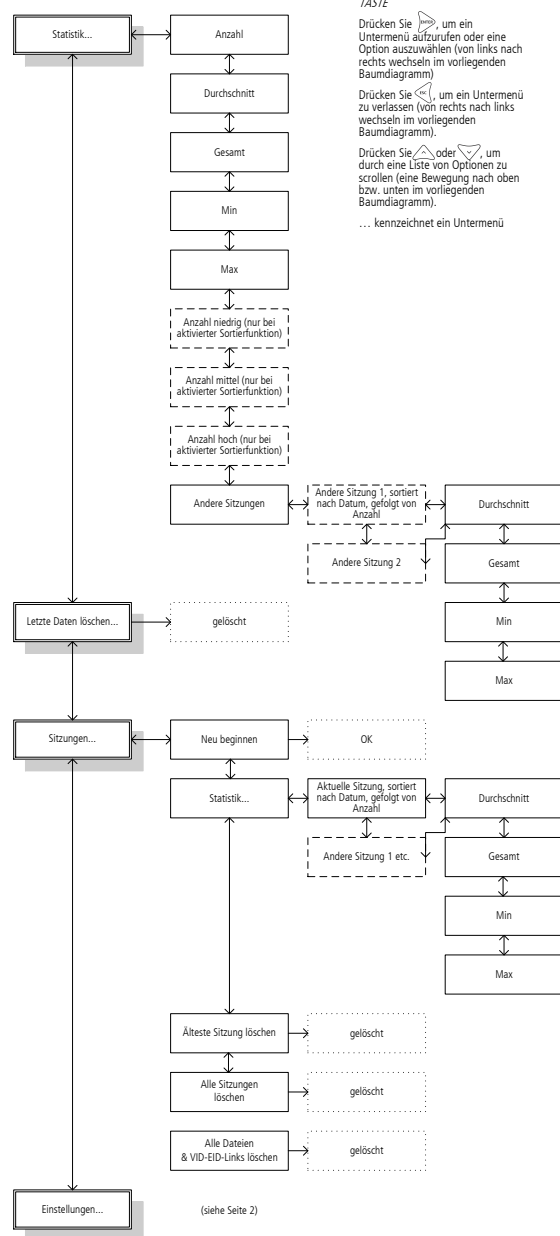 TASTE
Drücken Sie ENTER, um ein
Untermenü aufzurufen oder eine
Option auszuwählen (von links nach
rechts wechseln im vorliegenden
Baumdiagramm)
Drücken Sie ESC, um ein Untermenü
zu verlassen (von rechts nach links
wechseln im vorliegenden
Baumdiagramm).
Drücken Sie oder , um
durch eine Liste von Optionen zu
scrollen (eine Bewegung nach oben
bzw. unten im vorliegenden
Baumdiagramm).
... kennzeichnet ein Untermenü
Statistik...
Anzahl
Durchschnitt
Gesamt
Min
Max
Anzahl niedrig (nur bei
aktivierter Sortierfunktion)
Anzahl mittel (nur bei
aktivierter Sortierfunktion)
Anzahl hoch (nur bei
aktivierter Sortierfunktion)
Andere Sitzungen
Andere Sitzung 1, sortiert
nach Datum, gefolgt von
Anzahl
Durchschnitt
Andere Sitzung 2
Gesamt
Min
Max
Letzte Daten löschen...
gelöscht
Sitzungen...
Neu beginnen
OK
Statistik...
Aktuelle Sitzung, sortiert
nach Datum, gefolgt von
Anzahl
Durchschnitt
Andere Sitzung 1 etc.
Gesamt
Min
Max
Älteste Sitzung löschen
gelöscht
Alle Sitzungen
löschen
gelöscht
Alle Dateien
& VID-EID-Links löschen
gelöscht
Einstellungen...
(siehe Seite 2)